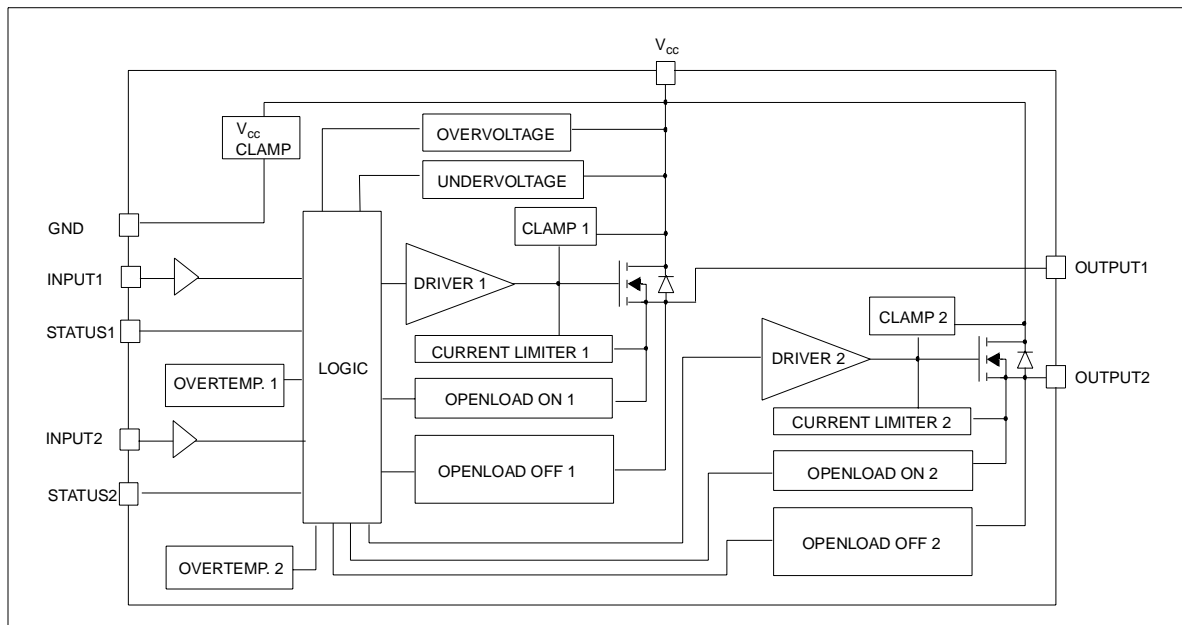 Vcc
Vcc
CLAMP
OVERVOLTAGE
UNDERVOLTAGE
GND
CLAMP 1
INPUT1
DRIVER 1
OUTPUT1
STATUS1
CLAMP 2
CURRENT LIMITER 1
DRIVER 2
LOGIC
OVERTEMP. 1
OUTPUT2
OPENLOAD ON 1
CURRENT LIMITER 2
INPUT2
OPENLOAD OFF 1
OPENLOAD ON 2
STATUS2
OPENLOAD OFF 2
OVERTEMP. 2